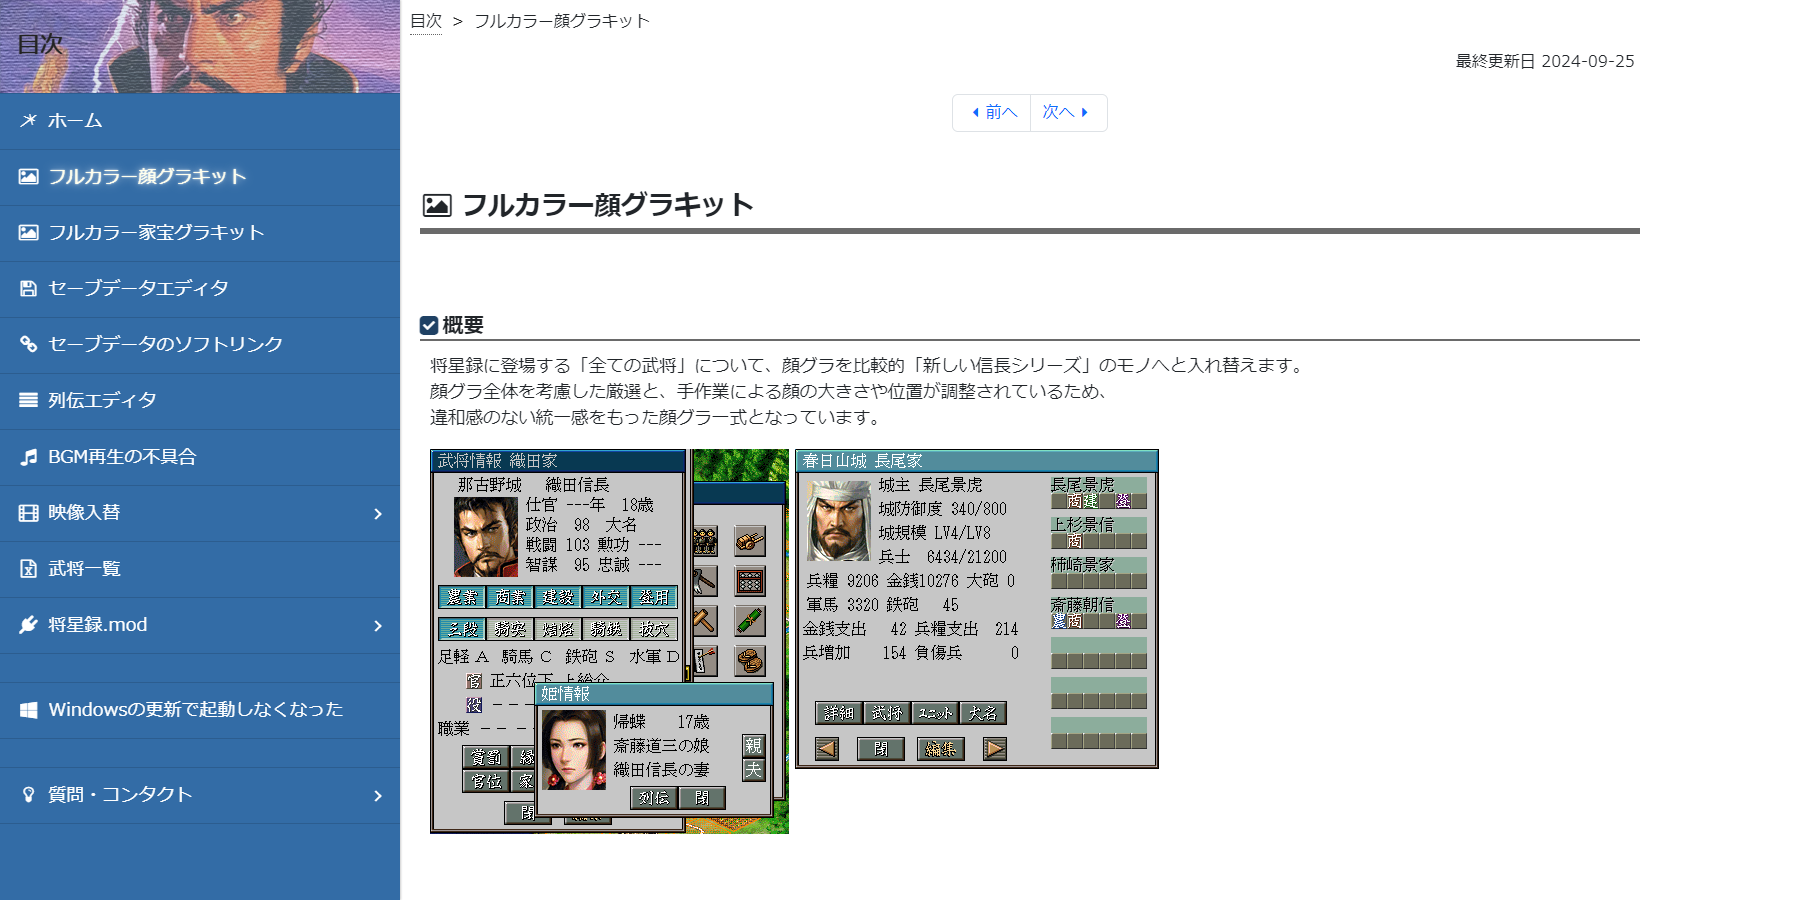 目次
ホーム
フルカラー顔グラキット
フルカラー家宝グラキット
セーブデータエディタ
セーブデータのソフトリンク
列伝エディタ
BGM再生の不具合
映像入替
武将一覧
将星録.mod
Windowsの更新で起動しなくなった
質問・コンタクト
目次 > フルカラー顔グラキット
最終更新日 2024-09-25
前へ 次へ
フルカラー顔グラキット
概要
将星録に登場する「全ての武将」について、顔グラを比較的「新しい信長シリーズ」のモノへと入れ替えます。
顔グラ全体を考慮した厳選と、手作業による顔の大きさや位置が調整されているため、
違和感のない統一感をもった顔グラ一式となっています。
武将情報 織田家
那古野城 織田信長
仕官 ---年 18歳
政治 98 大名
戦闘 103 勲功 ---
智謀 95 忠誠 ---
農業 商業 建設 外交 登用
三段 騎突 焙烙 騎鉄 抜穴
足軽 A 騎馬 C 鉄砲 S 水軍 D
官 正六位下 上総介
役 - - -
職業 - - -
賞罰 縁
官位 家
閉
姫情報
帰蝶 17歳
斎藤道三の娘
織田信長の妻
親
夫
列伝 閉
春日山城 長尾家
城主 長尾景虎
城防御度 340/800
城規模 LV4/LV8
兵士 6434/21200
兵糧 9206 金銭10276 大砲 0
軍馬 3320 鉄砲 45
金銭支出 42 兵糧支出 214
兵増加 154 負傷兵 0
詳細 武将 ユニット 大名
閉 編集
長尾景虎
商 建 登
上杉景信
商
柿崎景家
斎藤朝信
農 商 登